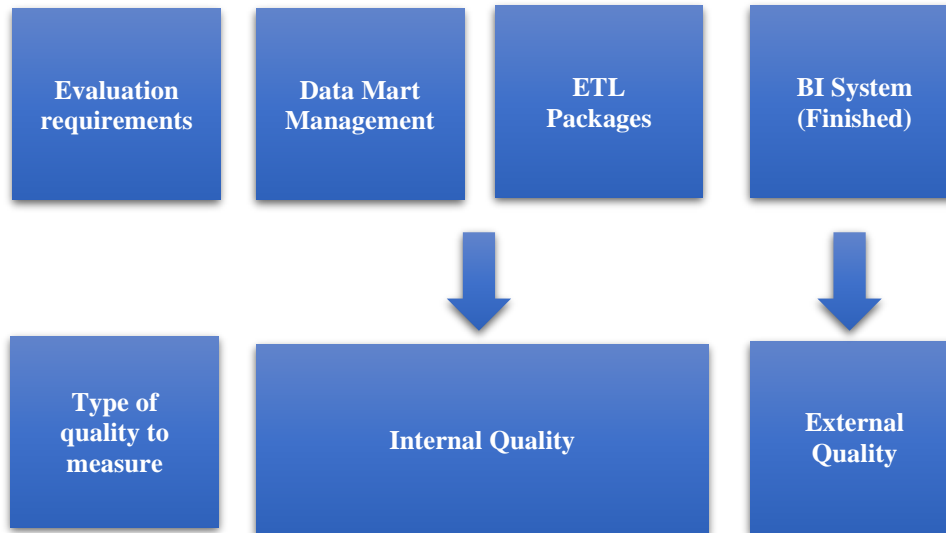 Evaluation
requirements
Data Mart
Management
ETL
Packages
BI System
(Finished)
Type of
quality to
measure
Internal Quality
External
Quality